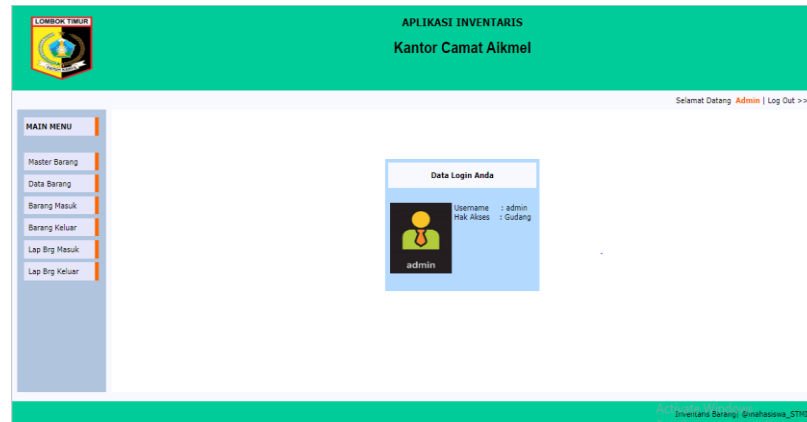 LOMBOK TIMUR
APLIKASI INVENTARIS
Kantor Camat Aikmel
Selamat Datang Admin | Log Out >>
MAIN MENU
Master Barang
Data Barang
Barang Masuk
Barang Keluar
Lap Brg Masuk
Lap Brg Keluar
Data Login Anda
Username : admin
Hak Akses : Gudang
admin
Inventaris Barang|